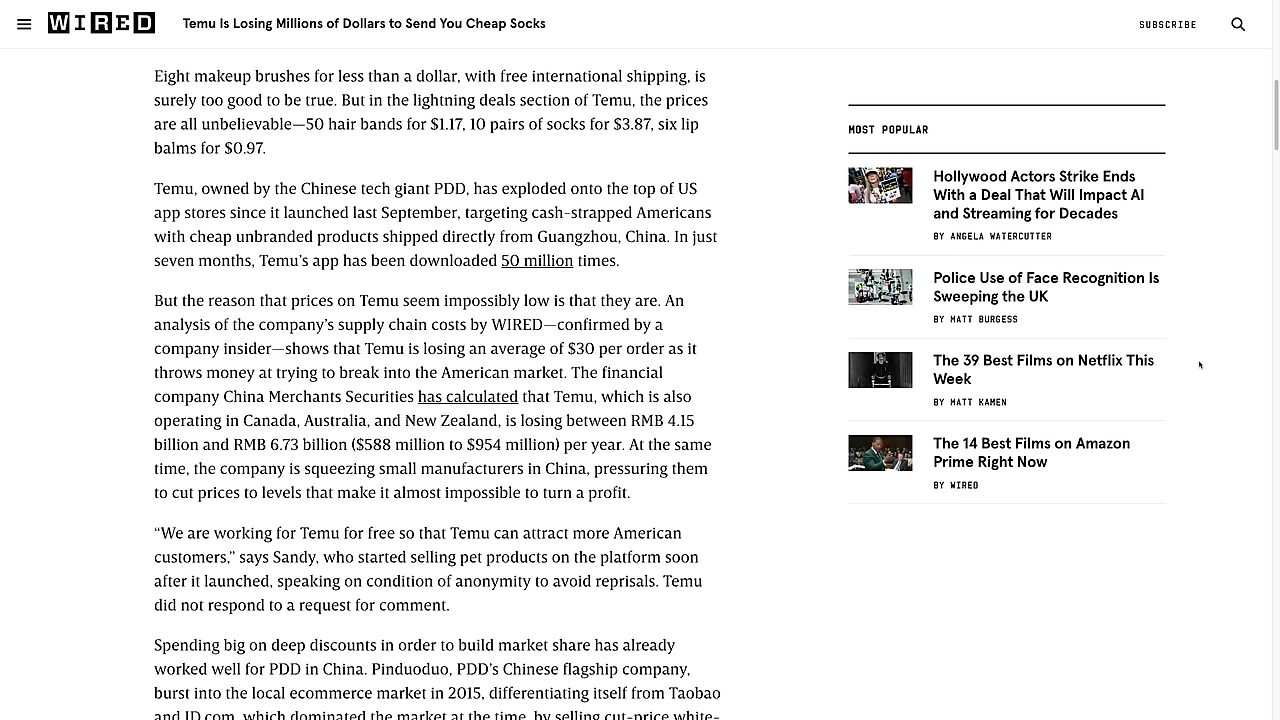 WIRED
Temu Is Losing Millions of Dollars to Send You Cheap Socks
SUBSCRIBE
Eight makeup brushes for less than a dollar, with free international shipping, is
surely too good to be true. But in the lightning deals section of Temu, the prices
are all unbelievable—50 hair bands for $1.17, 10 pairs of socks for $3.87, six lip
balms for $0.97.
Temu, owned by the Chinese tech giant PDD, has exploded onto the top of US
app stores since it launched last September, targeting cash-strapped Americans
with cheap unbranded products shipped directly from Guangzhou, China. In just
seven months, Temu’s app has been downloaded 50 million times.
But the reason that prices on Temu seem impossibly low is that they are. An
analysis of the company’s supply chain costs by WIRED—confirmed by a
company insider—shows that Temu is losing an average of $30 per order as it
throws money at trying to break into the American market. The financial
company China Merchants Securities has calculated that Temu, which is also
operating in Canada, Australia, and New Zealand, is losing between RMB 4.15
billion and RMB 6.73 billion ($588 million to $954 million) per year. At the same
time, the company is squeezing small manufacturers in China, pressuring them
to cut prices to levels that make it almost impossible to turn a profit.
“We are working for Temu for free so that Temu can attract more American
customers,” says Sandy, who started selling pet products on the platform soon
after it launched, speaking on condition of anonymity to avoid reprisals. Temu
did not respond to a request for comment.
Spending big on deep discounts in order to build market share has already
worked well for PDD in China. Pinduoduo, PDD’s Chinese flagship company,
burst into the local ecommerce market in 2015, differentiating itself from Taobao
and JD.com, which dominated the market at the time, by selling cut-price white-
MOST POPULAR
Hollywood Actors Strike Ends
With a Deal That Will Impact AI
and Streaming for Decades
BY ANGELA WATERCUTTER
Police Use of Face Recognition Is
Sweeping the UK
BY MATT BURGESS
The 39 Best Films on Netflix This
Week
BY MATT KAMEN
The 14 Best Films on Amazon
Prime Right Now
BY WIRED